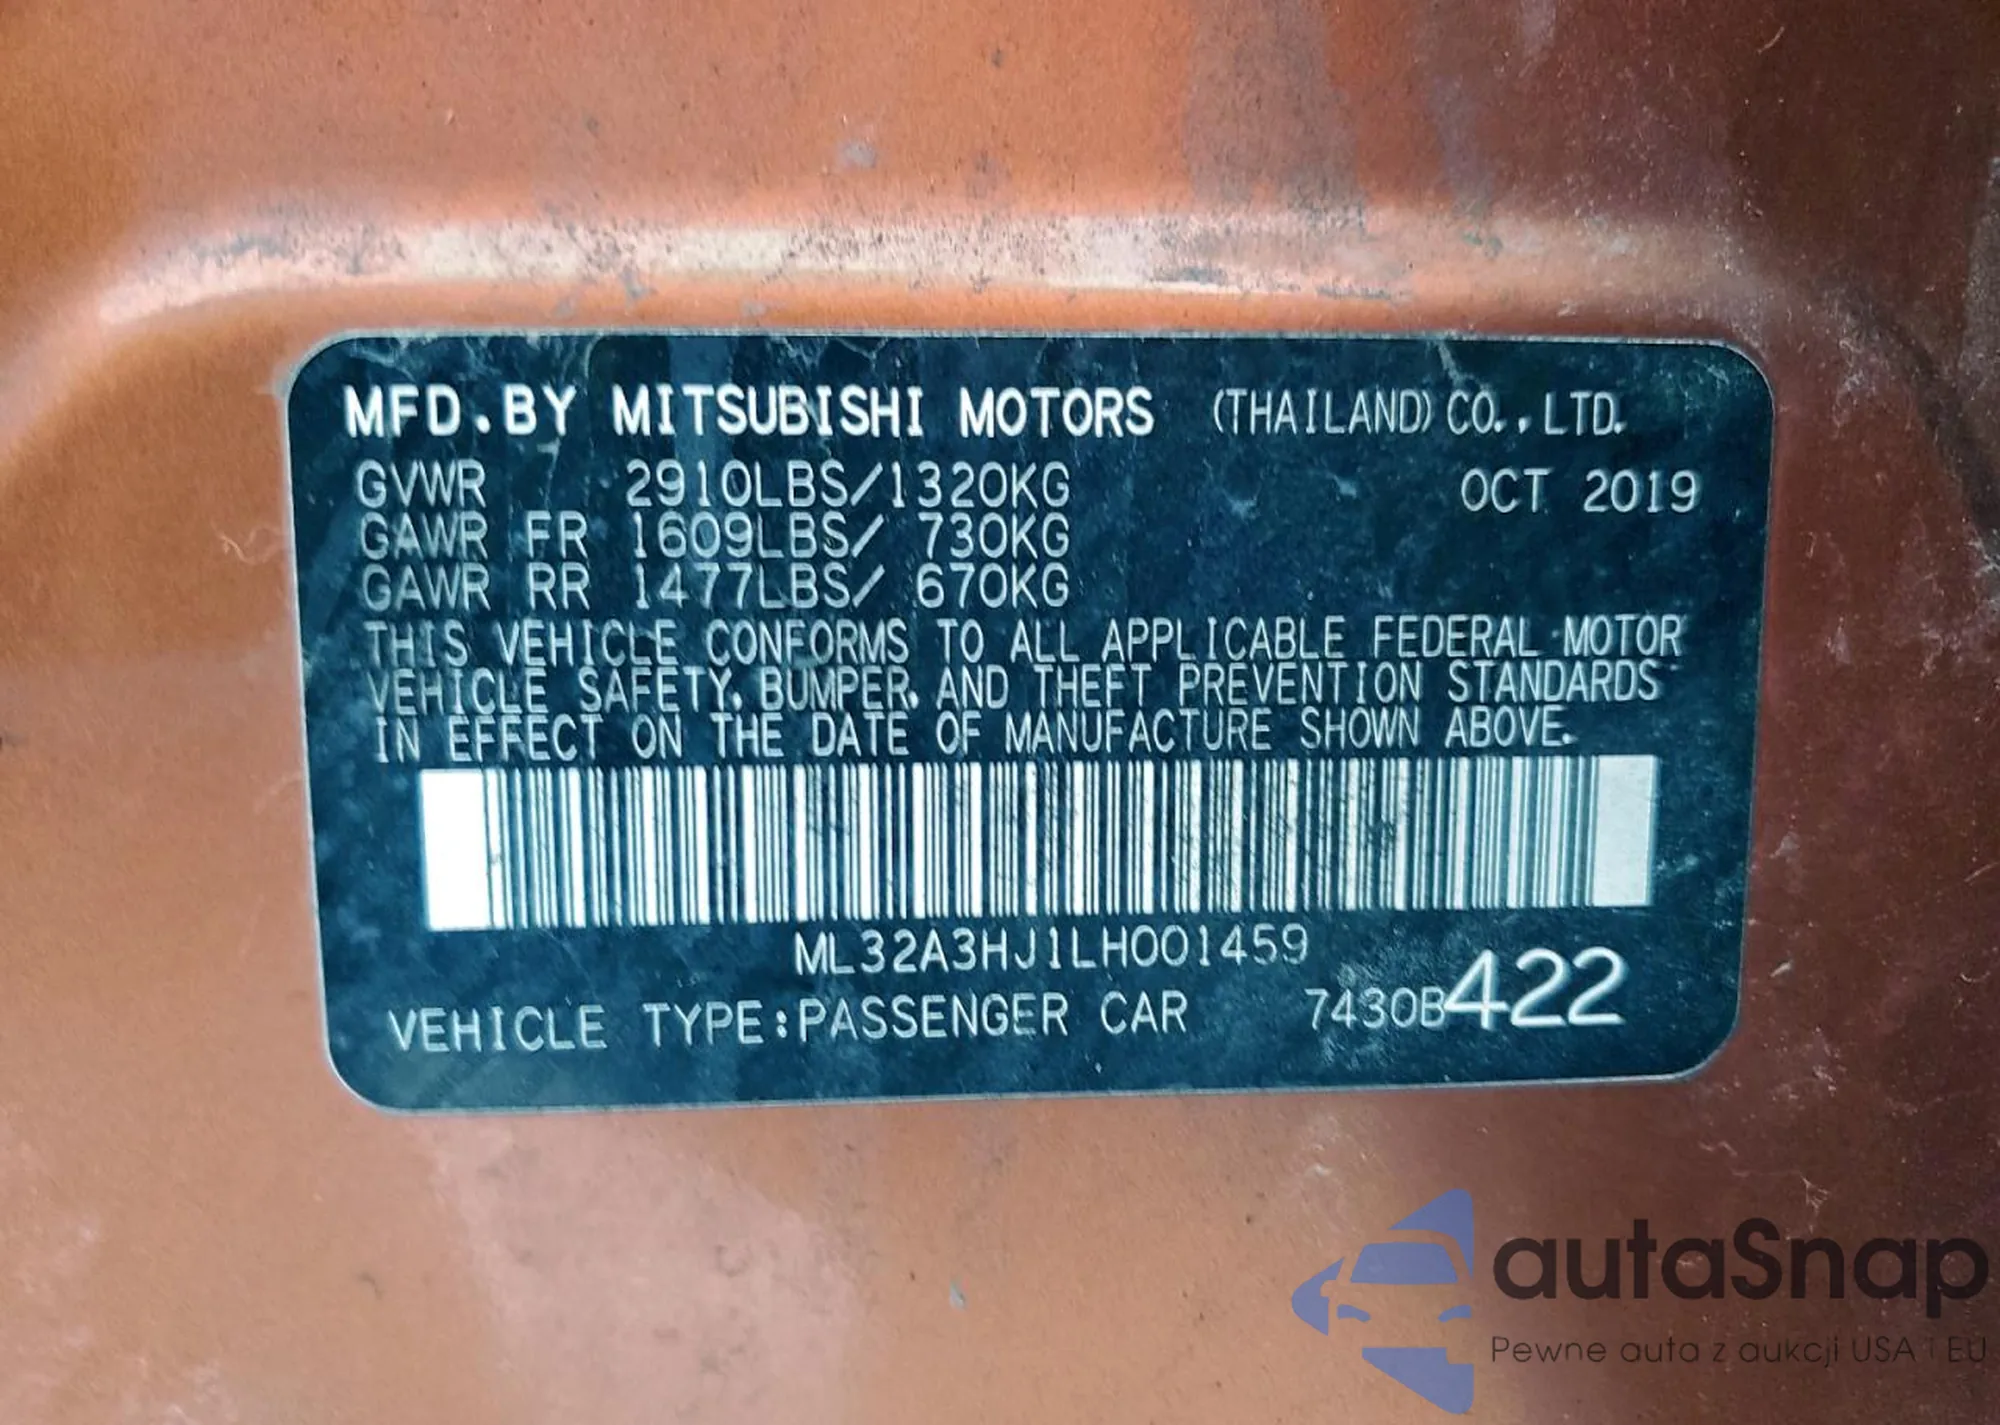 MFD.BY MITSUBISHI MOTORS (THAILAND) CO.,LTD.
GVWR 2910LBS/1320KG OCT 2019
GAWR FR 1609LBS/ 730KG
GAWR RR 1477LBS/ 670KG
THIS VEHICLE CONFORMS TO ALL APPLICABLE FEDERAL MOTOR
VEHICLE SAFETY, BUMPER, AND THEFT PREVENTION STANDARDS
IN EFFECT ON THE DATE OF MANUFACTURE SHOWN ABOVE.
ML32A3HJ1LH001459
VEHICLE TYPE:PASSENGER CAR 7430B422
autaSnap
Pewne auta z aukcji USA i EU